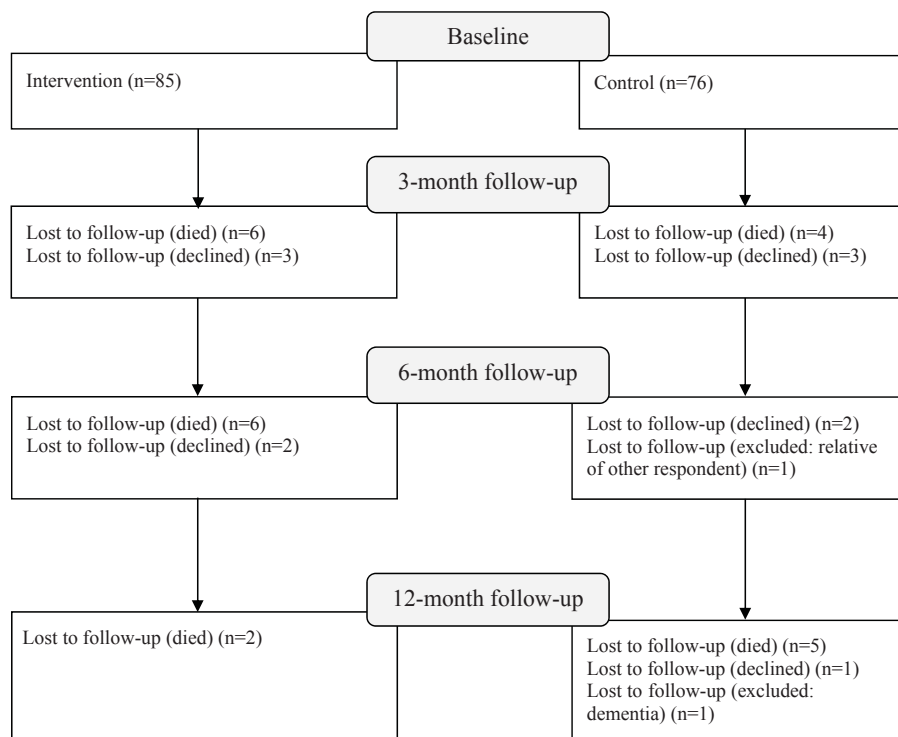 Baseline
Intervention (n=85)
Control (n=76)
3-month follow-up
Lost to follow-up (died) (n=6)
Lost to follow-up (declined) (n=3)
Lost to follow-up (died) (n=4)
Lost to follow-up (declined) (n=3)
6-month follow-up
Lost to follow-up (died) (n=6)
Lost to follow-up (declined) (n=2)
Lost to follow-up (declined) (n=2)
Lost to follow-up (excluded: relative
of other respondent) (n=1)
12-month follow-up
Lost to follow-up (died) (n=2)
Lost to follow-up (died) (n=5)
Lost to follow-up (declined) (n=1)
Lost to follow-up (excluded:
dementia) (n=1)